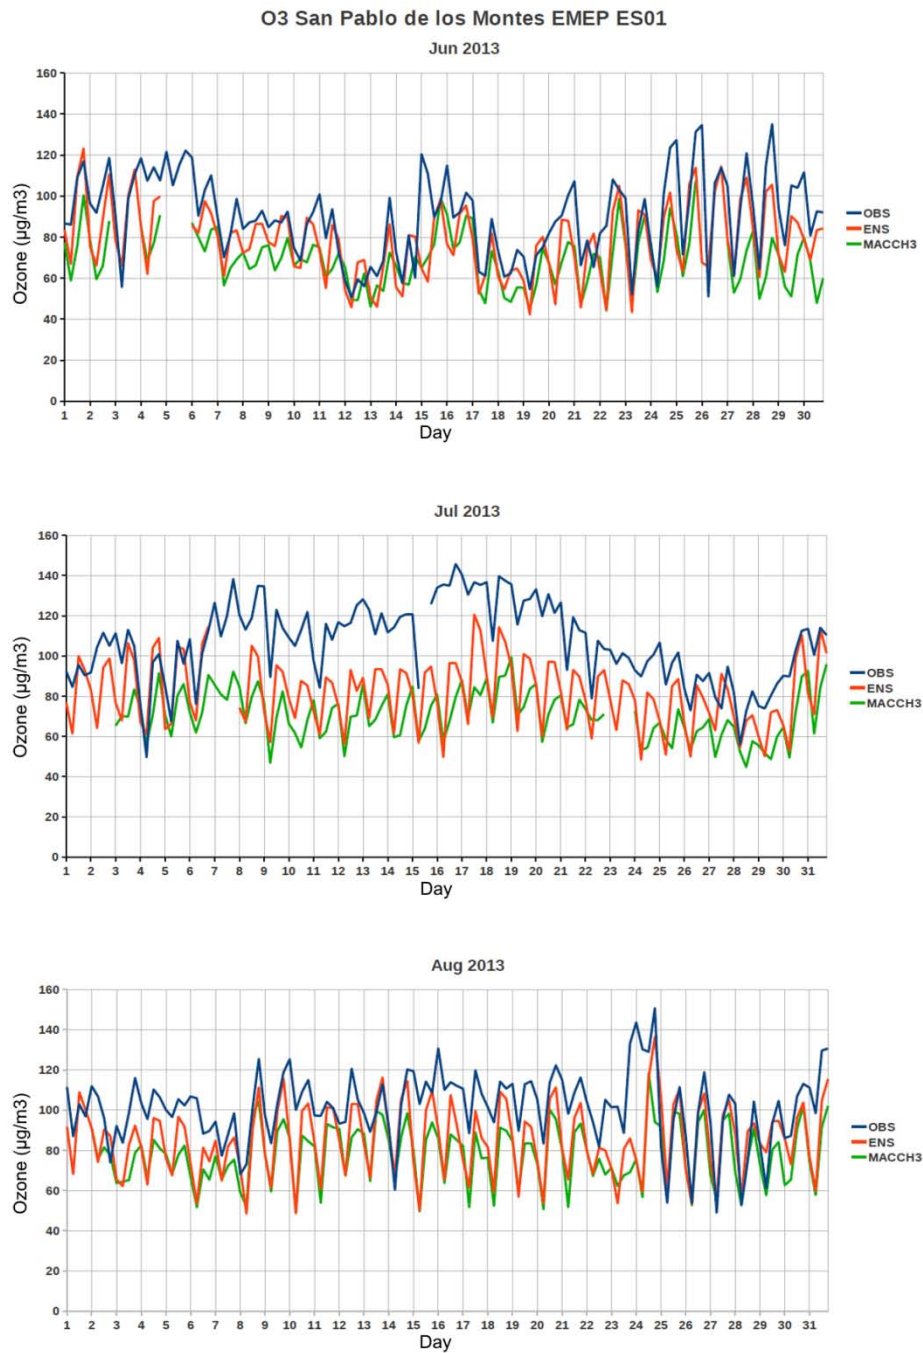 O3 San Pablo de los Montes EMEP ES01
Jun 2013
160
140
120
100
80
60
40
20
0
Ozone (µg/m3)
1 2 3 4 5 6 7 8 9 10 11 12 13 14 15 16 17 18 19 20 21 22 23 24 25 26 27 28 29 30
Day
OBS
ENS
MACCH3
Jul 2013
160
140
120
100
80
60
40
20
0
Ozone (µg/m3)
1 2 3 4 5 6 7 8 9 10 11 12 13 14 15 16 17 18 19 20 21 22 23 24 25 26 27 28 29 30 31
Day
OBS
ENS
MACCH3
Aug 2013
160
140
120
100
80
60
40
20
0
Ozone (µg/m3)
1 2 3 4 5 6 7 8 9 10 11 12 13 14 15 16 17 18 19 20 21 22 23 24 25 26 27 28 29 30 31
Day
OBS
ENS
MACCH3